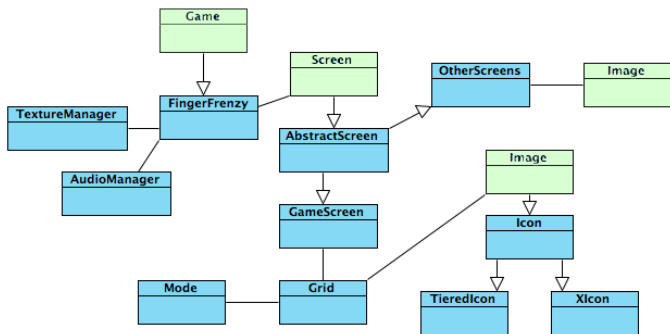 Game
Screen
OtherScreens
Image
FingerFrenzy
TextureManager
AbstractScreen
Image
AudioManager
GameScreen
Icon
Mode
Grid
TieredIcon
XIcon